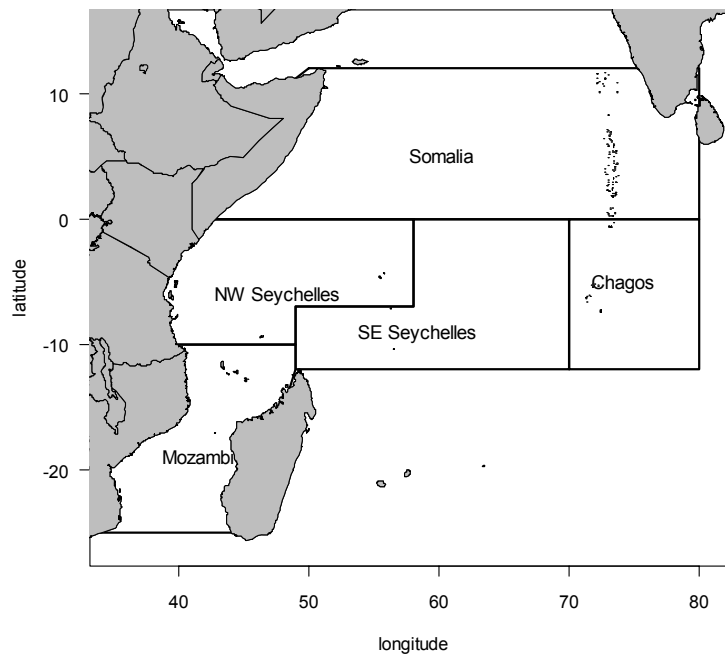 10
Somalia
0
latitude
NW Seychelles
Chagos
SE Seychelles
-10
Mozambi
-20
40 50 60 70 80
longitude